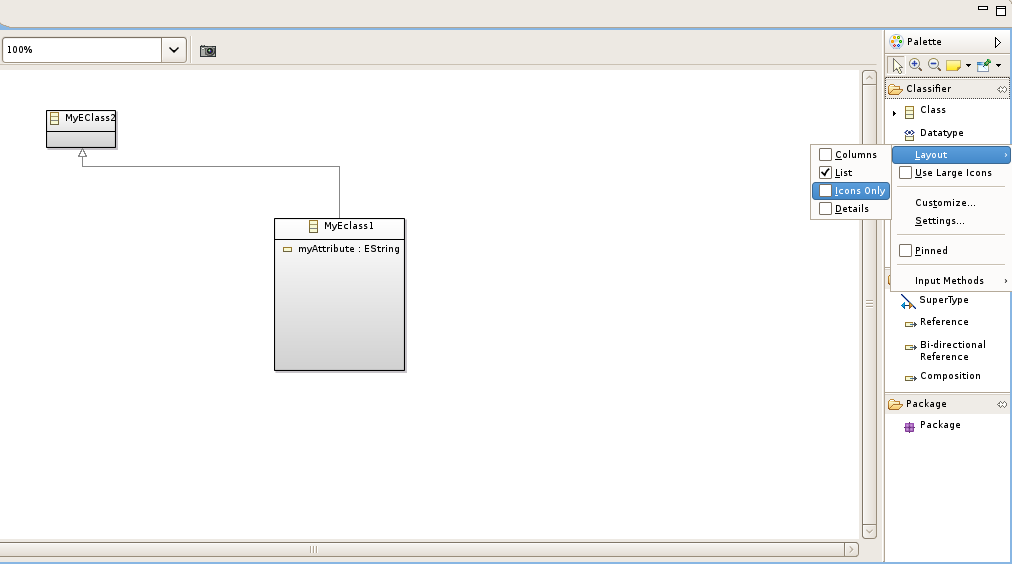 100%
Palette
Classifier
Class
Datatype
MyEClass2
MyEclass1
myAttribute : EString
Columns
List
Icons Only
Details
Layout
Use Large Icons
Customize...
Settings...
Pinned
Input Methods
SuperType
Reference
Bi-directional
Reference
Composition
Package
Package